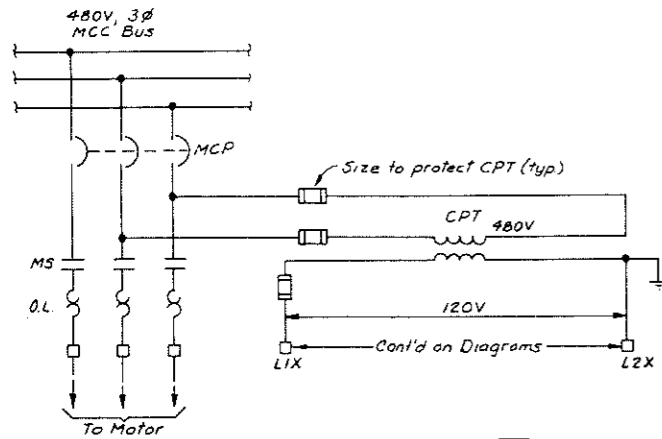 480V, 3ø
MCC Bus
MCP
Size to protect CPT (typ.)
CPT
480V
MS
O.L.
120V
Cont'd on Diagrams
L1X
L2X
To Motor